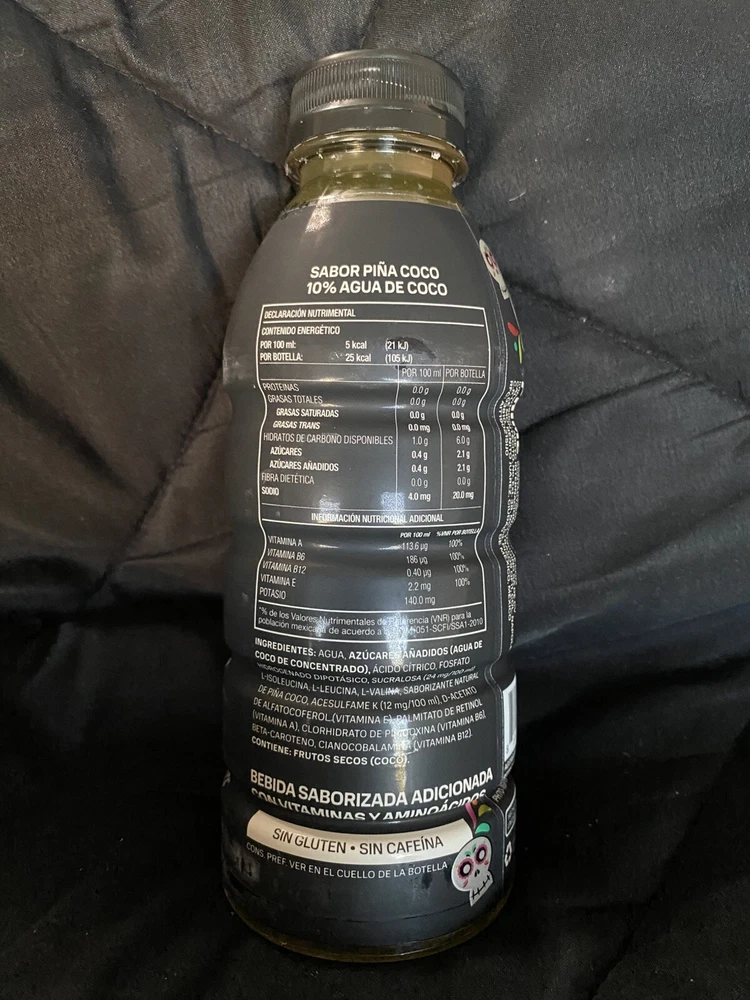 SABOR PIÑA COCO
10% AGUA DE COCO
DECLARACIÓN NUTRIMENTAL
CONTENIDO ENERGÉTICO
POR 100 ml: 5 kcal (21 kJ)
POR BOTELLA: 25 kcal (105 kJ)
POR 100 ml POR BOTELLA
PROTEÍNAS 0.0 g 0.0 g
GRASAS TOTALES 0.0 g 0.0 g
GRASAS SATURADAS 0.0 g 0.0 g
GRASAS TRANS 0.0 mg 0.0 mg
HIDRATOS DE CARBONO DISPONIBLES 1.0 g 6.0 g
AZÚCARES 0.4 g 2.1 g
AZÚCARES AÑADIDOS 0.4 g 2.1 g
FIBRA DIETÉTICA 0.0 g 0.0 g
SODIO 4.0 mg 20.0 mg
INFORMACIÓN NUTRICIONAL ADICIONAL
POR 100 ml %VNR POR BOTELLA
VITAMINA A 113.6 µg 100%
VITAMINA B6 186 µg 100%
VITAMINA B12 0.40 µg 100%
VITAMINA E 2.2 mg 100%
POTASIO 140.0 mg
*% de los Valores Nutrimentales de Referencia (VNR) para la
población mexicana de acuerdo a 051-SCFI/SSA1-2010
INGREDIENTES: AGUA, AZÚCARES AÑADIDOS (AGUA DE
COCO DE CONCENTRADO), ÁCIDO CÍTRICO, FOSFATO
HIDROGENADO DIPOTÁSICO, SUCRALOSA (24 mg/100 ml)
L-ISOLEUCINA, L-LEUCINA, L-VALINA, SABORIZANTE NATURAL
DE PIÑA COCO, ACESULFAME K (12 mg/100 ml), D-ACETATO
DE ALFATOCOFEROL (VITAMINA E), PALMITATO DE RETINOL
(VITAMINA A), CLORHIDRATO DE PIRIDOXINA (VITAMINA B6),
BETA-CAROTENO, CIANOCOBALAMINA (VITAMINA B12).
CONTIENE: FRUTOS SECOS (COCO).
BEBIDA SABORIZADA ADICIONADA
CON VITAMINAS Y AMINOÁCIDOS
SIN GLUTEN • SIN CAFEÍNA
CONS. PREF. VER EN EL CUELLO DE LA BOTELLA